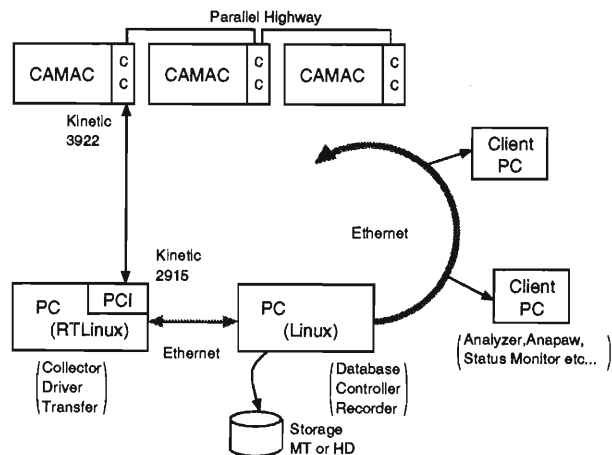 Parallel Highway
CAMAC
C
C
CAMAC
C
C
CAMAC
C
C
Kinetic
3922
Client
PC
Ethernet
Kinetic
2915
PC
(RTLinux)
PCI
PC
(Linux)
Client
PC
Ethernet
(Analyzer,Anapaw,
Status Monitor etc...)
(Collector
Driver
Transfer)
(Database
Controller
Recorder)
Storage
MT or HD